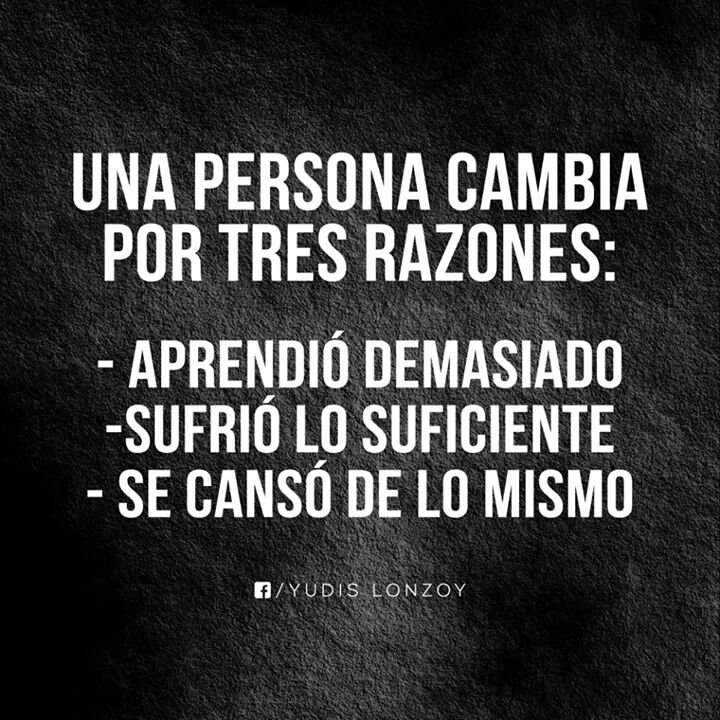 UNA PERSONA CAMBIA
POR TRES RAZONES:
- APRENDIÓ DEMASIADO
-SUFRIÓ LO SUFICIENTE
- SE CANSÓ DE LO MISMO
f/YUDIS LONZOY